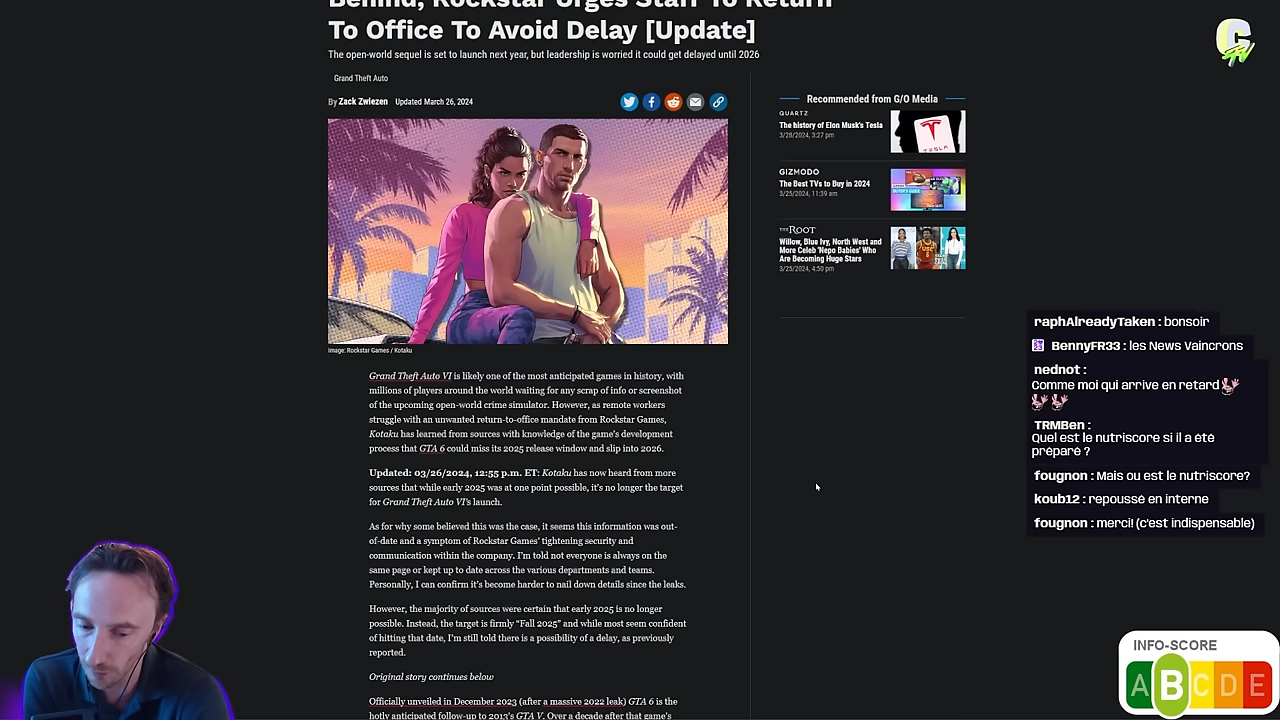 Behind, Rockstar Urges Staff To Return
To Office To Avoid Delay [Update]
The open-world sequel is set to launch next year, but leadership is worried it could get delayed until 2026
Grand Theft Auto
By Zack Zwiezen Updated March 26, 2024
Image: Rockstar Games / Kotaku
Grand Theft Auto VI is likely one of the most anticipated games in history, with
millions of players around the world waiting for any scrap of info or screenshot
of the upcoming open-world crime simulator. However, as remote workers
struggle with an unwanted return-to-office mandate from Rockstar Games,
Kotaku has learned from sources with knowledge of the game's development
process that GTA 6 could miss its 2025 release window and slip into 2026.
Updated: 03/26/2024, 12:55 p.m. ET: Kotaku has now heard from more
sources that while early 2025 was at one point possible, it's no longer the target
for Grand Theft Auto VI's launch.
As for why some believed this was the case, it seems this information was out-
of-date and a symptom of Rockstar Games' tightening security and
communication within the company. I'm told not everyone is always on the
same page or kept up to date across the various departments and teams.
Personally, I can confirm it's become harder to nail down details since the leaks.
However, the majority of sources were certain that early 2025 is no longer
possible. Instead, the target is firmly "Fall 2025" and while most seem confident
of hitting that date, I'm still told there is a possibility of a delay, as previously
reported.
Original story continues below
Officially unveiled in December 2023 (after a massive 2022 leak) GTA 6 is the
hotly anticipated follow-up to 2013's GTA V. Over a decade after that game's
Recommended from G/O Media
QUARTZ
The history of Elon Musk's Tesla
3/28/2024, 3:27 pm
TESLA
GIZMODO
The Best TVs to Buy in 2024
3/25/2024, 11:39 am
THE ROOT
Willow, Blue Ivy, North West and
More Celeb 'Nepo Babies' Who
Are Becoming Huge Stars
3/25/2024, 4:50 pm
G
TV
raphAlreadyTaken : bonsoir
BennyFR33 : les News Vaincrons
nednot :
Comme moi qui arrive en retard
TRMBen :
Quel est le nutriscore si il a été
préparé ?
fougnon : Mais ou est le nutriscore?
koub12 : repoussé en interne
fougnon : merci! (c'est indispensable)
INFO-SCORE
A B C D E